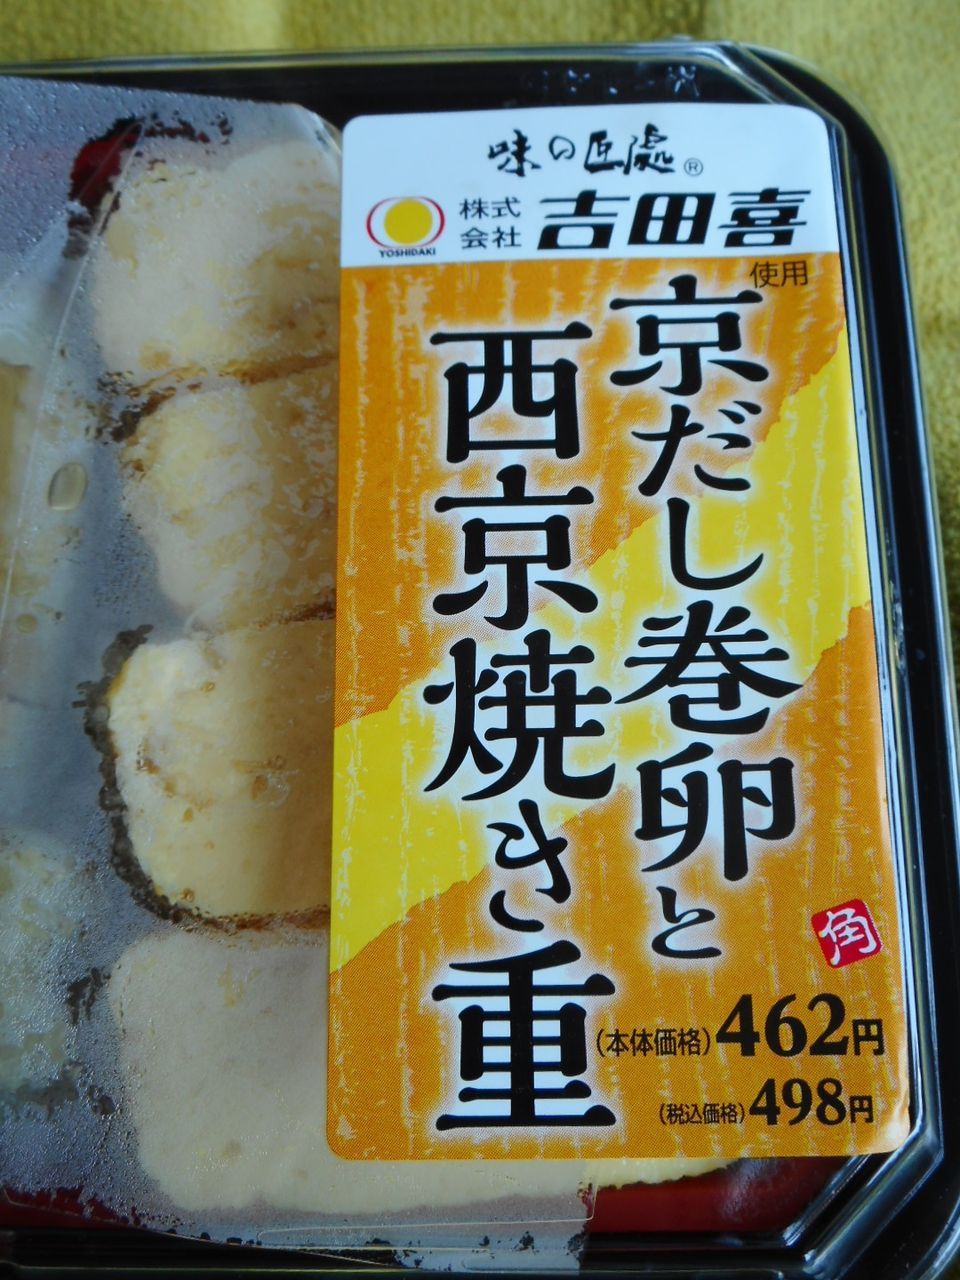 味の匠處®
YOSHIDAKI
株式
会社
吉田喜
使用
京だし巻卵と
西京焼き重
角
(本体価格)462円
(税込価格)498円